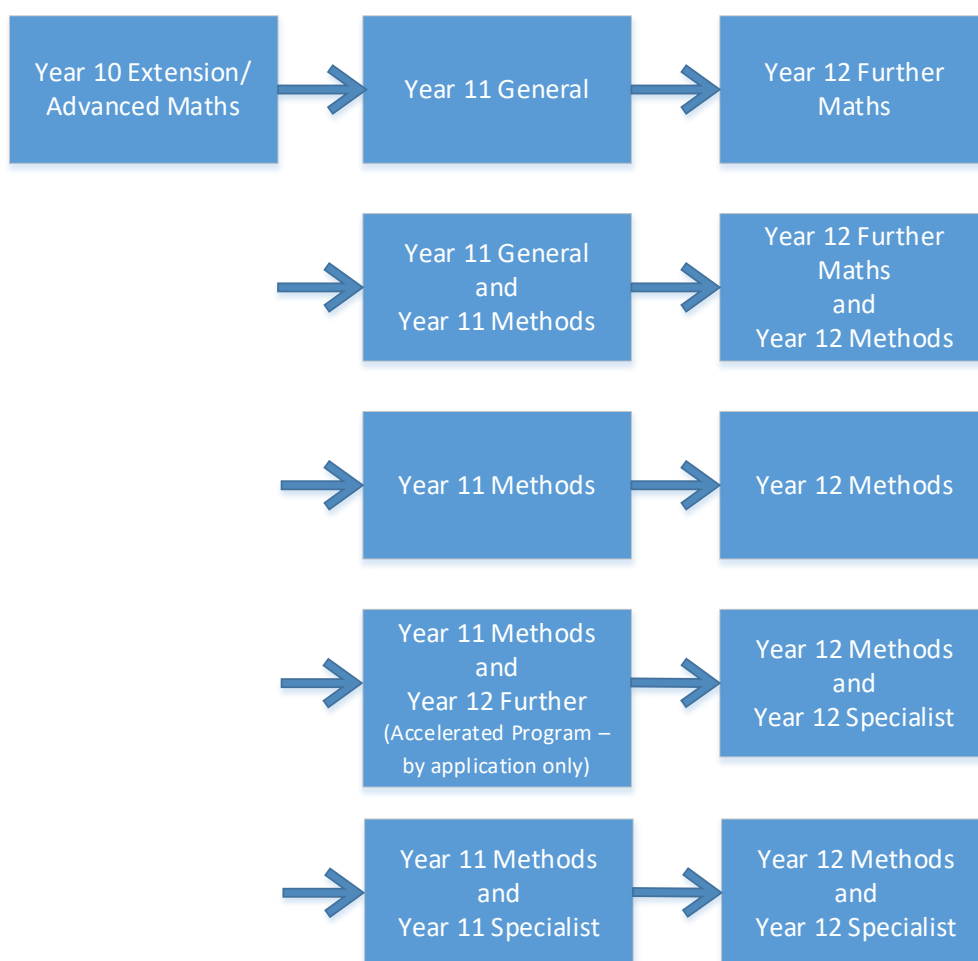 Year 10 Extension/
Advanced Maths
Year 11 General
Year 12 Further
Maths
Year 11 General
and
Year 11 Methods
Year 12 Further
Maths
and
Year 12 Methods
Year 11 Methods
Year 12 Methods
Year 11 Methods
and
Year 12 Further
(Accelerated Program –
by application only)
Year 12 Methods
and
Year 12 Specialist
Year 11 Methods
and
Year 11 Specialist
Year 12 Methods
and
Year 12 Specialist